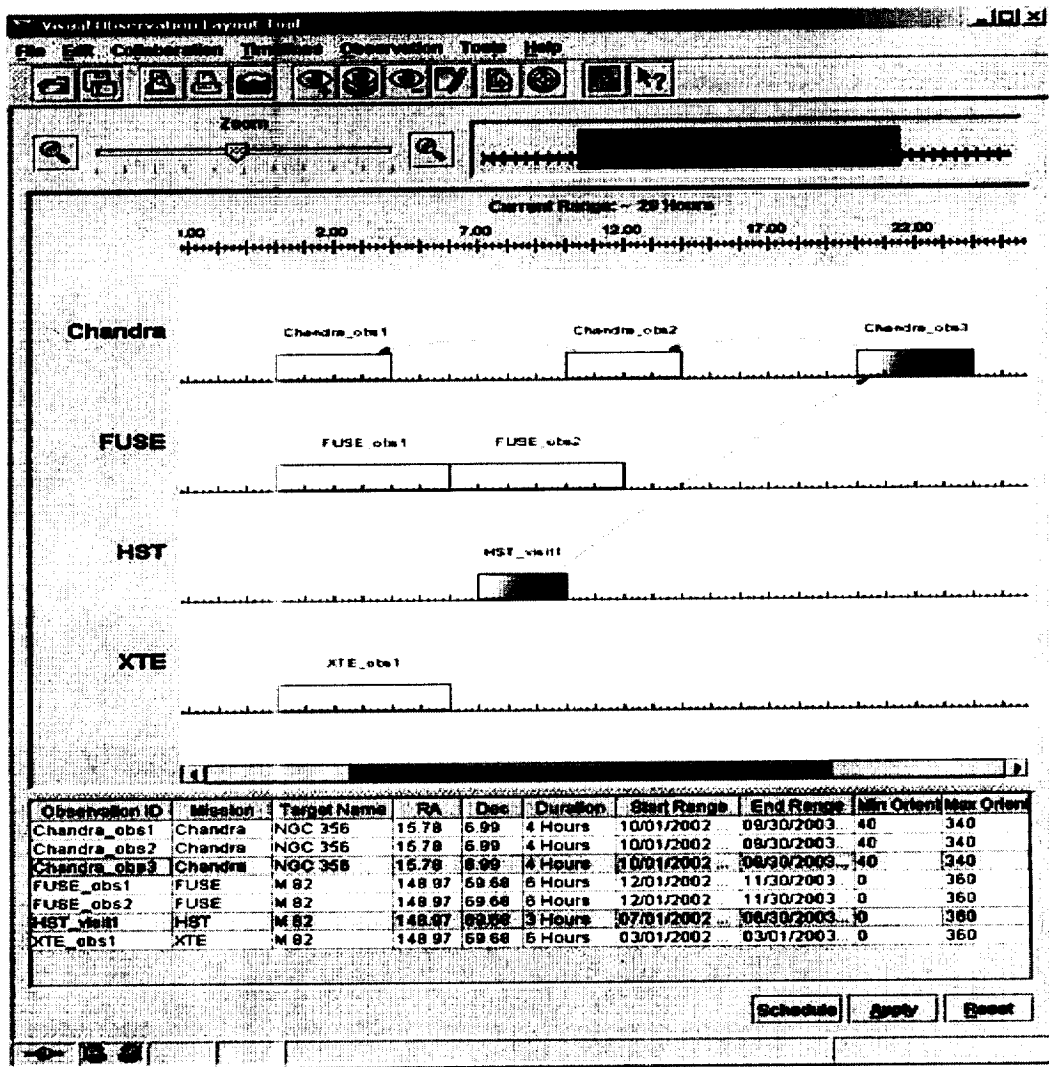 Visual Observation Layout Tool
File Edit Collaboration Timelines Observation Tools Help
Zoom
Current Range: ~ 29 Hours
2.00 7.00 12.00 17.00 22.00
Chandra
Chandra_obs1 Chandra_obs2 Chandra_obs3
FUSE
FUSE_obs1 FUSE_obs2
HST
HST_visit1
XTE
XTE_obs1
Observation ID Mission Target Name RA Dec Duration Start Range End Range Min Orient Max Orient
Chandra_obs1 Chandra NGC 356 15.78 6.99 4 Hours 10/01/2002 ... 09/30/2003... 40 340
Chandra_obs2 Chandra NGC 356 15.78 6.99 4 Hours 10/01/2002 ... 09/30/2003... 40 340
Chandra_obs3 Chandra NGC 356 15.78 6.99 4 Hours 10/01/2002 ... 09/30/2003... 40 340
FUSE_obs1 FUSE M 82 148.97 69.68 6 Hours 12/01/2002 ... 11/30/2003... 0 360
FUSE_obs2 FUSE M 82 148.97 69.68 6 Hours 12/01/2002 ... 11/30/2003... 0 360
HST_visit1 HST M 82 148.97 69.68 3 Hours 07/01/2002 ... 06/30/2003... 0 360
XTE_obs1 XTE M 82 148.97 69.68 Hours 03/01/2002 ... 03/01/2003... 0 360
Schedule Apply Reset